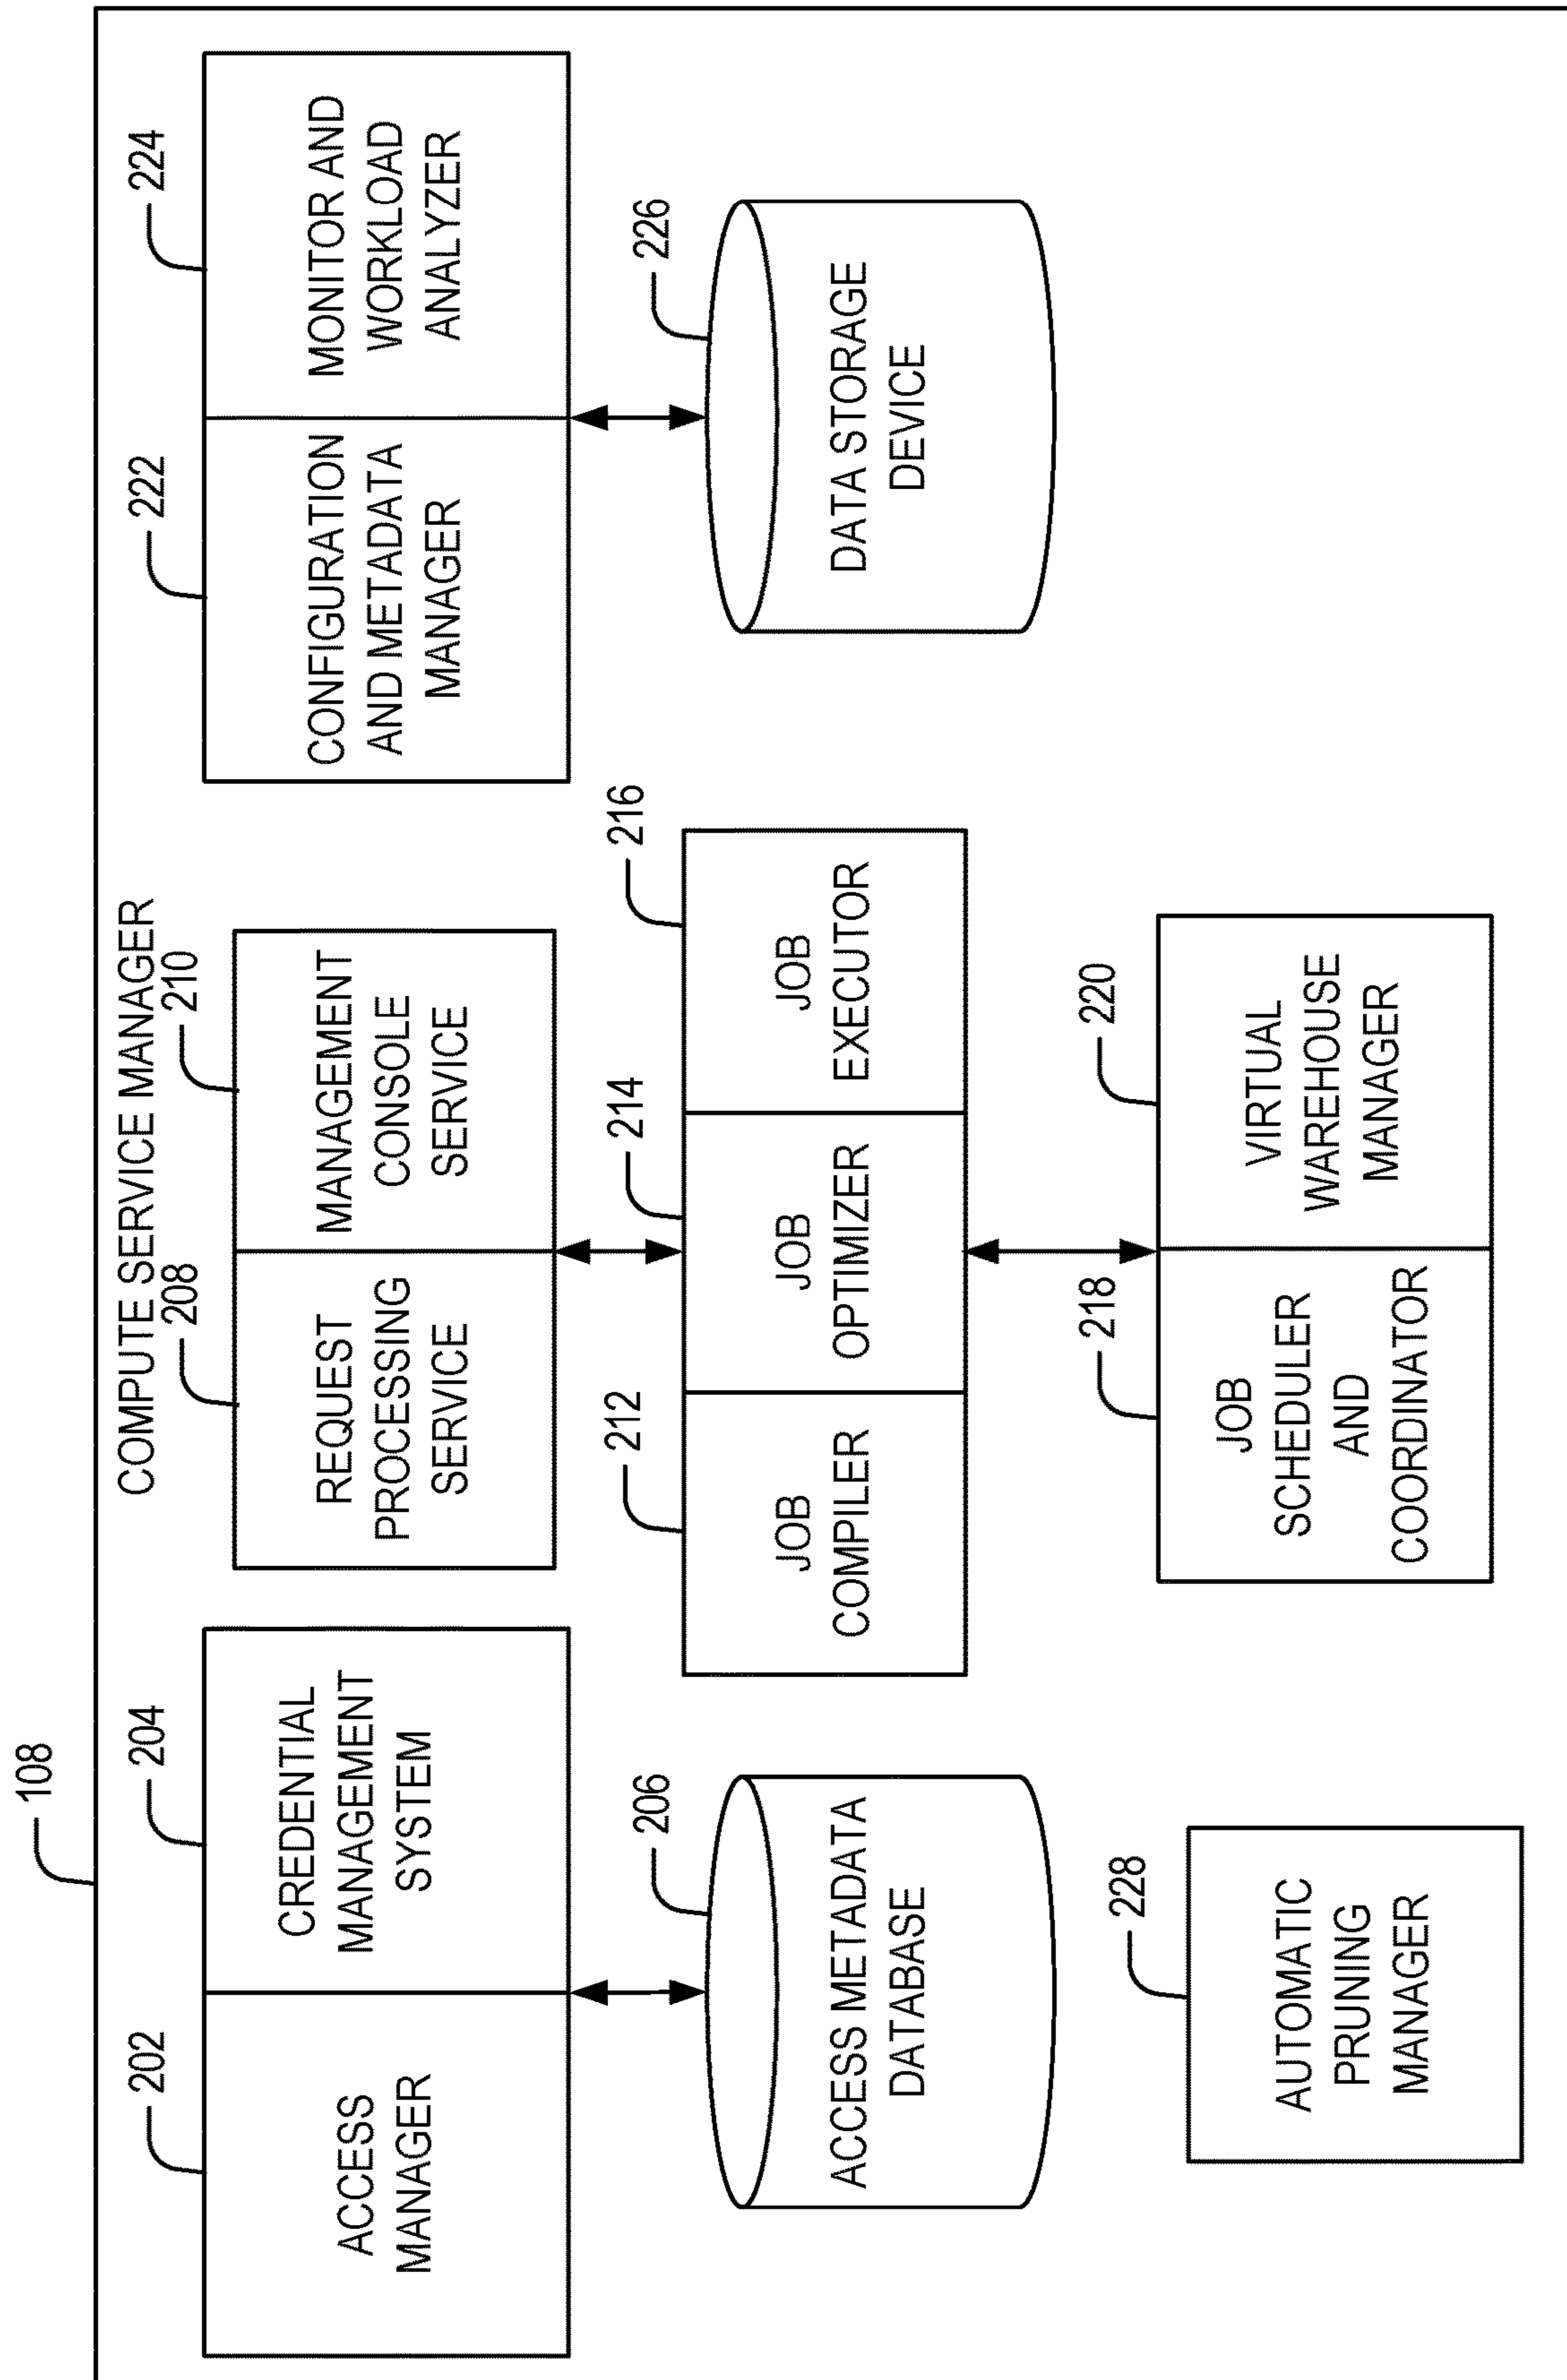 108
COMPUTE SERVICE MANAGER
202
ACCESS
MANAGER
204
CREDENTIAL
MANAGEMENT
SYSTEM
206
ACCESS METADATA
DATABASE
228
AUTOMATIC
PRUNING
MANAGER
208
REQUEST
PROCESSING
SERVICE
210
MANAGEMENT
CONSOLE
SERVICE
212
JOB
COMPILER
214
JOB
OPTIMIZER
216
JOB
EXECUTOR
218
JOB
SCHEDULER
AND
COORDINATOR
220
VIRTUAL
WAREHOUSE
MANAGER
222
CONFIGURATION
AND METADATA
MANAGER
224
MONITOR AND
WORKLOAD
ANALYZER
226
DATA STORAGE
DEVICE